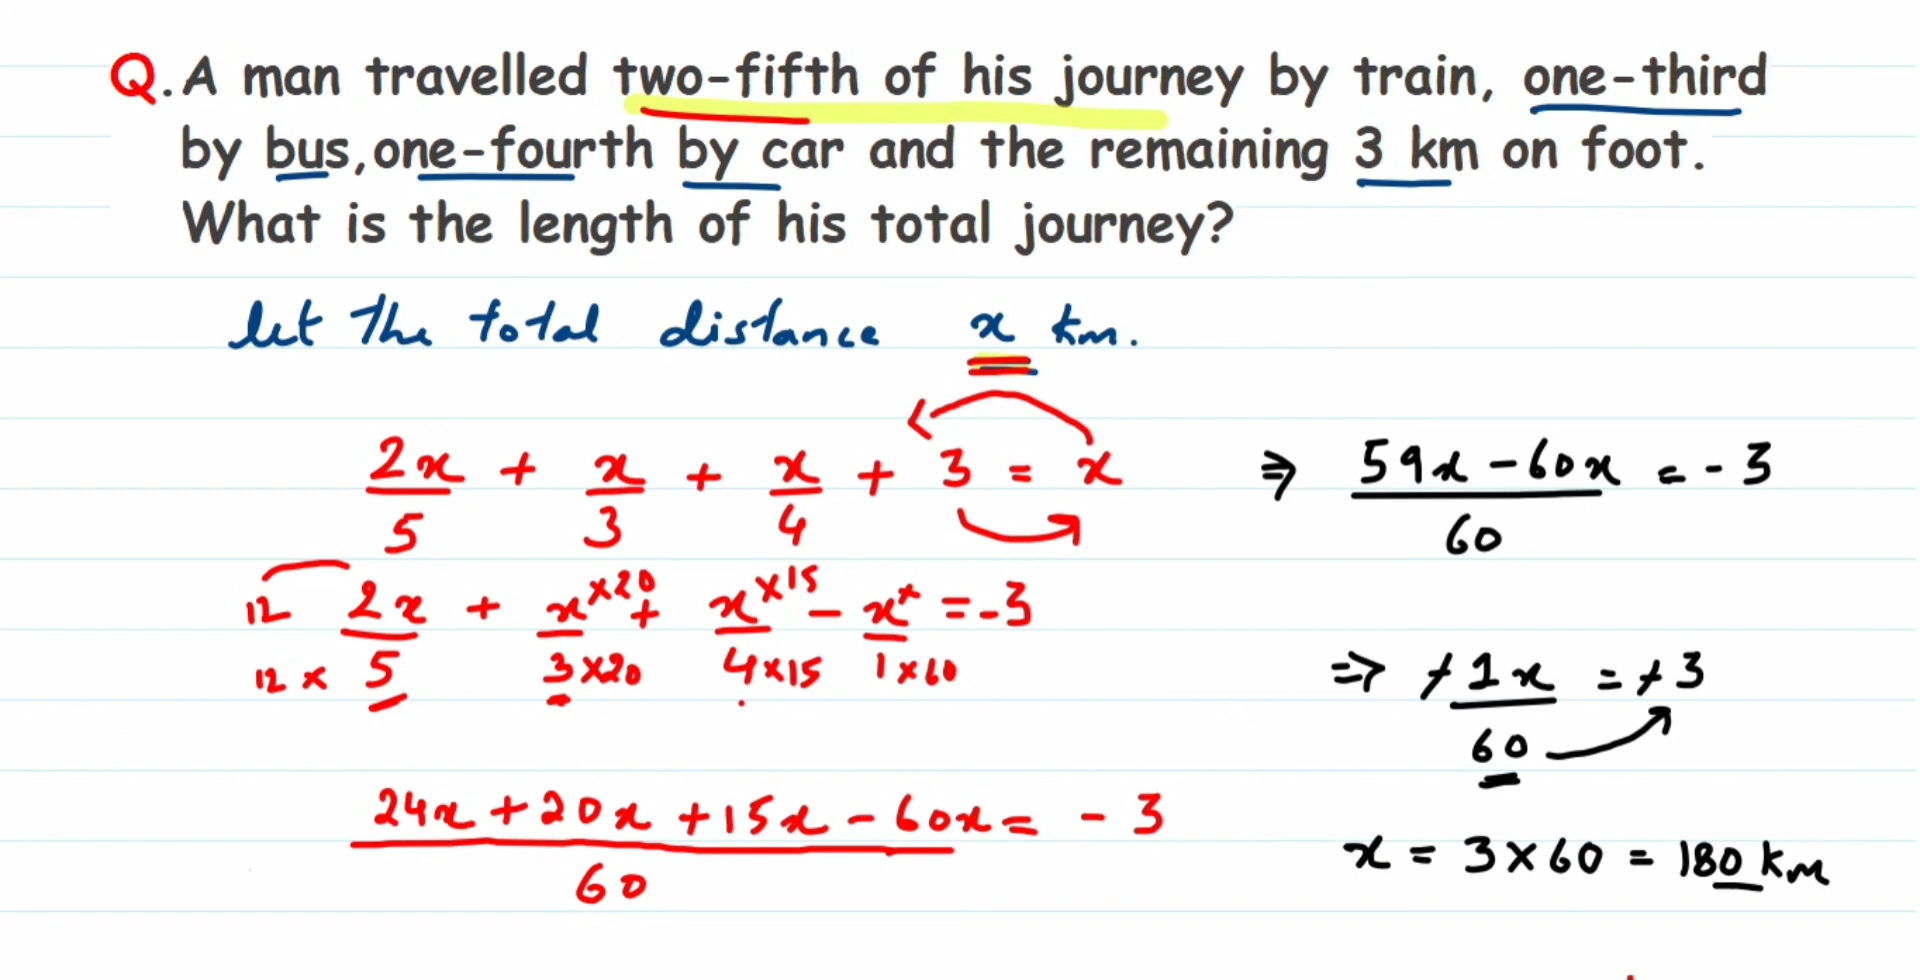 Q. A man travelled two-fifth of his journey by train, one-third
by bus, one-fourth by car and the remaining 3 km on foot.
What is the length of his total journey?
let the total distance x km.
2x/5 + x/3 + x/4 + 3 = x
12 2x/12 × 5 + x×20/3×20 + x×15/4×15 - x×/1×60 = -3
24x + 20x + 15x - 60x/60 = - 3
⇒ 59x - 60x/60 = - 3
⇒ +1x/60 = +3
x = 3 × 60 = 180 km